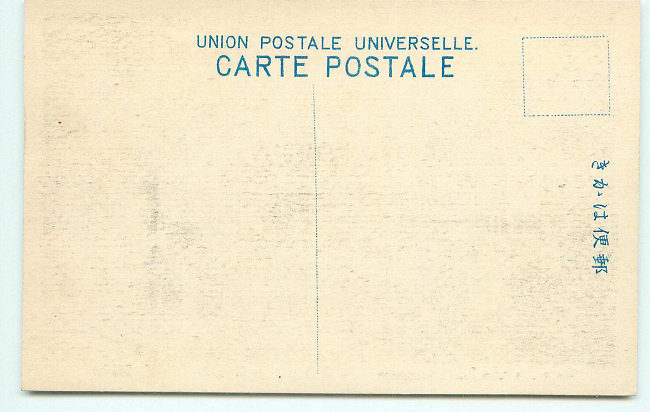 UNION POSTALE UNIVERSELLE.
CARTE POSTALE
きかは便郵